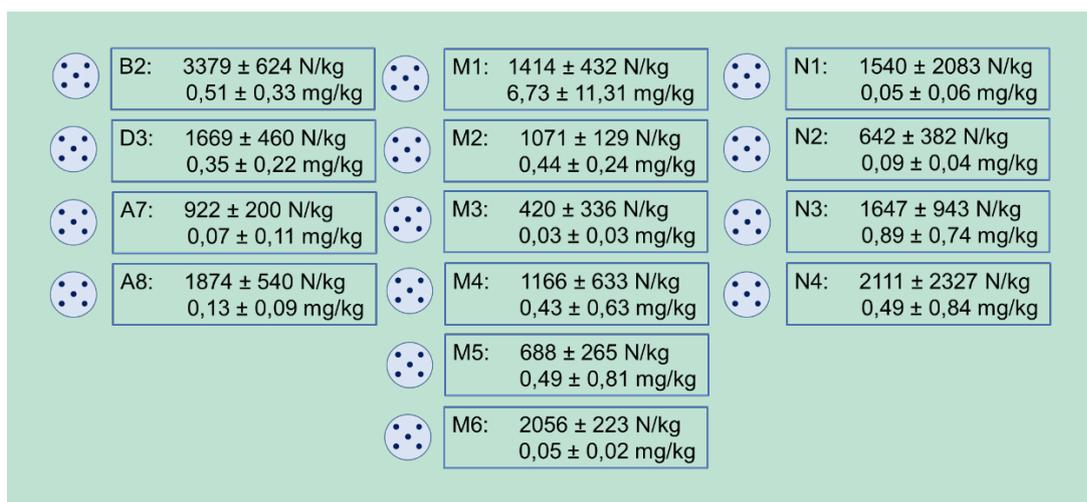 B2: 3379 ± 624 N/kg
0,51 ± 0,33 mg/kg
D3: 1669 ± 460 N/kg
0,35 ± 0,22 mg/kg
A7: 922 ± 200 N/kg
0,07 ± 0,11 mg/kg
A8: 1874 ± 540 N/kg
0,13 ± 0,09 mg/kg
M1: 1414 ± 432 N/kg
6,73 ± 11,31 mg/kg
M2: 1071 ± 129 N/kg
0,44 ± 0,24 mg/kg
M3: 420 ± 336 N/kg
0,03 ± 0,03 mg/kg
M4: 1166 ± 633 N/kg
0,43 ± 0,63 mg/kg
M5: 688 ± 265 N/kg
0,49 ± 0,81 mg/kg
M6: 2056 ± 223 N/kg
0,05 ± 0,02 mg/kg
N1: 1540 ± 2083 N/kg
0,05 ± 0,06 mg/kg
N2: 642 ± 382 N/kg
0,09 ± 0,04 mg/kg
N3: 1647 ± 943 N/kg
0,89 ± 0,74 mg/kg
N4: 2111 ± 2327 N/kg
0,49 ± 0,84 mg/kg